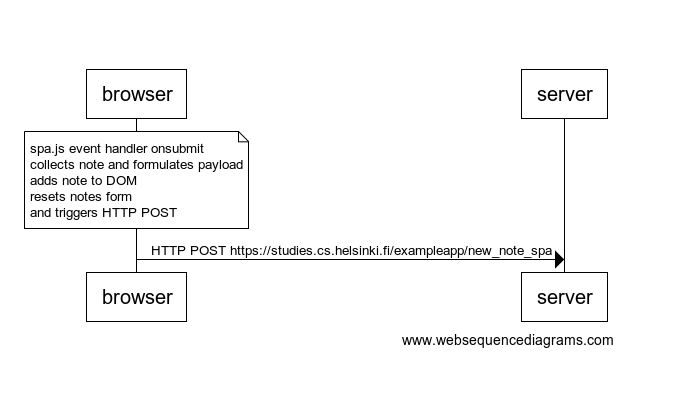 browser
server
spa.js event handler onsubmit
collects note and formulates payload
adds note to DOM
resets notes form
and triggers HTTP POST
HTTP POST https://studies.cs.helsinki.fi/exampleapp/new_note_spa
browser
server
www.websequencediagrams.com